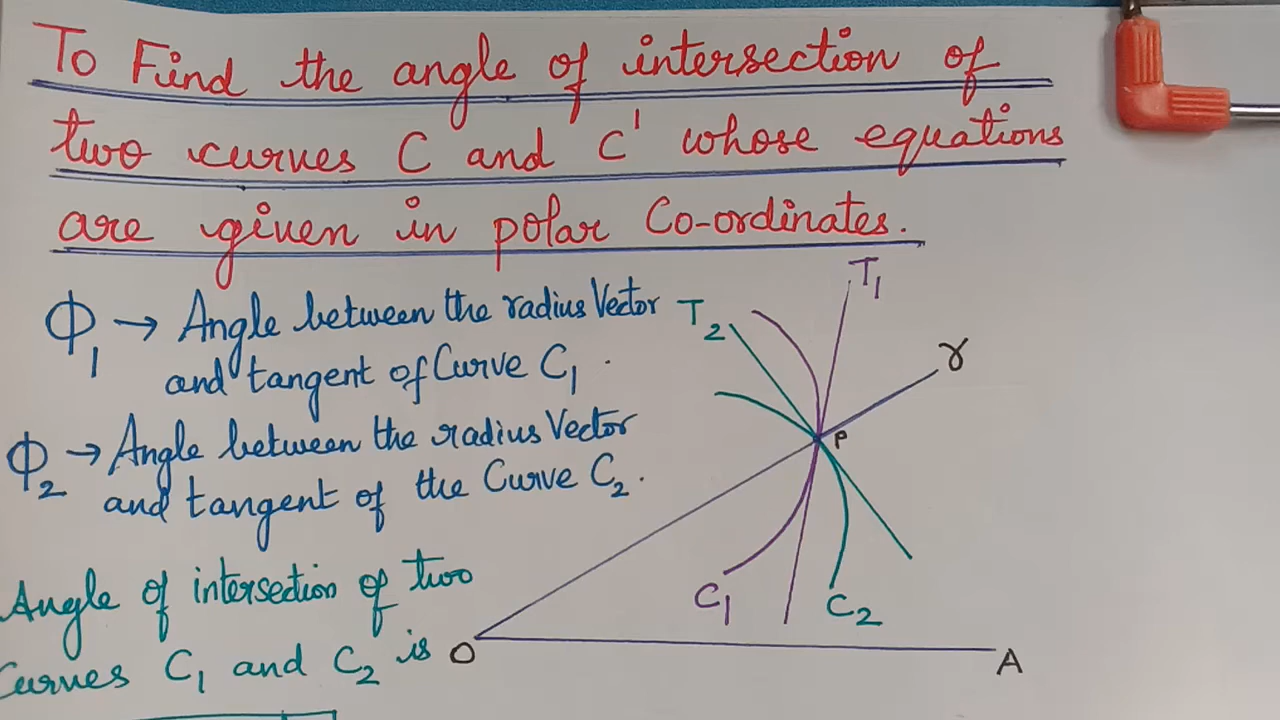 To Find the angle of intersection of
two curves C and C' whose equations
are given in polar Co-ordinates.
Φ₁ → Angle between the radius Vector
and tangent of Curve C₁.
Φ₂ → Angle between the radius Vector
and tangent of the Curve C₂.
Angle of intersection of two
Curves C₁ and C₂ is
T₁
T₂
r
P
C₁
C₂
O
A